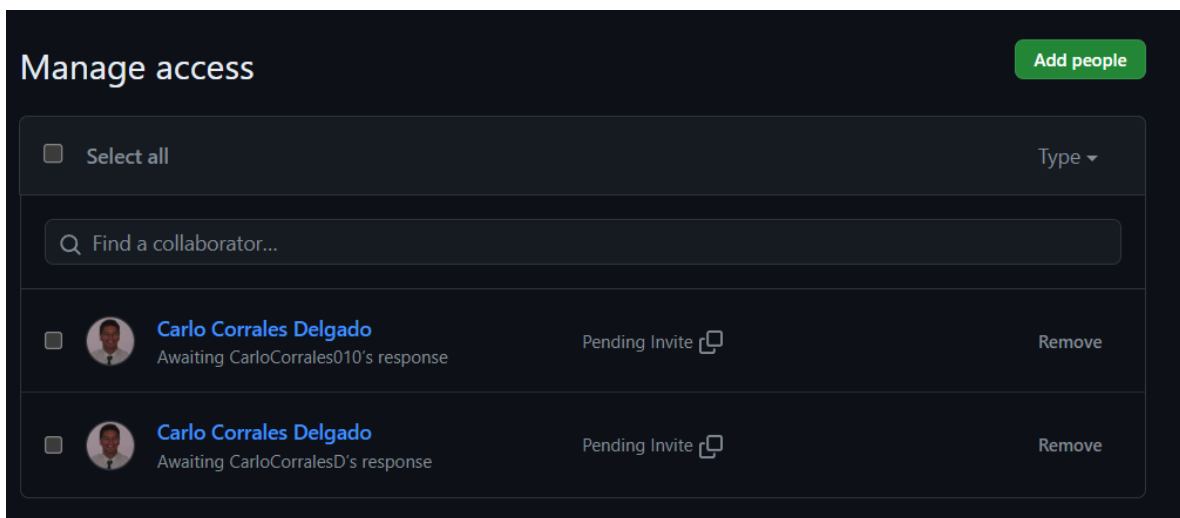 Manage access
Add people
Select all
Type
Find a collaborator...
Carlo Corrales Delgado
Awaiting CarloCorrales010's response
Pending Invite
Remove
Carlo Corrales Delgado
Awaiting CarloCorralesD's response
Pending Invite
Remove